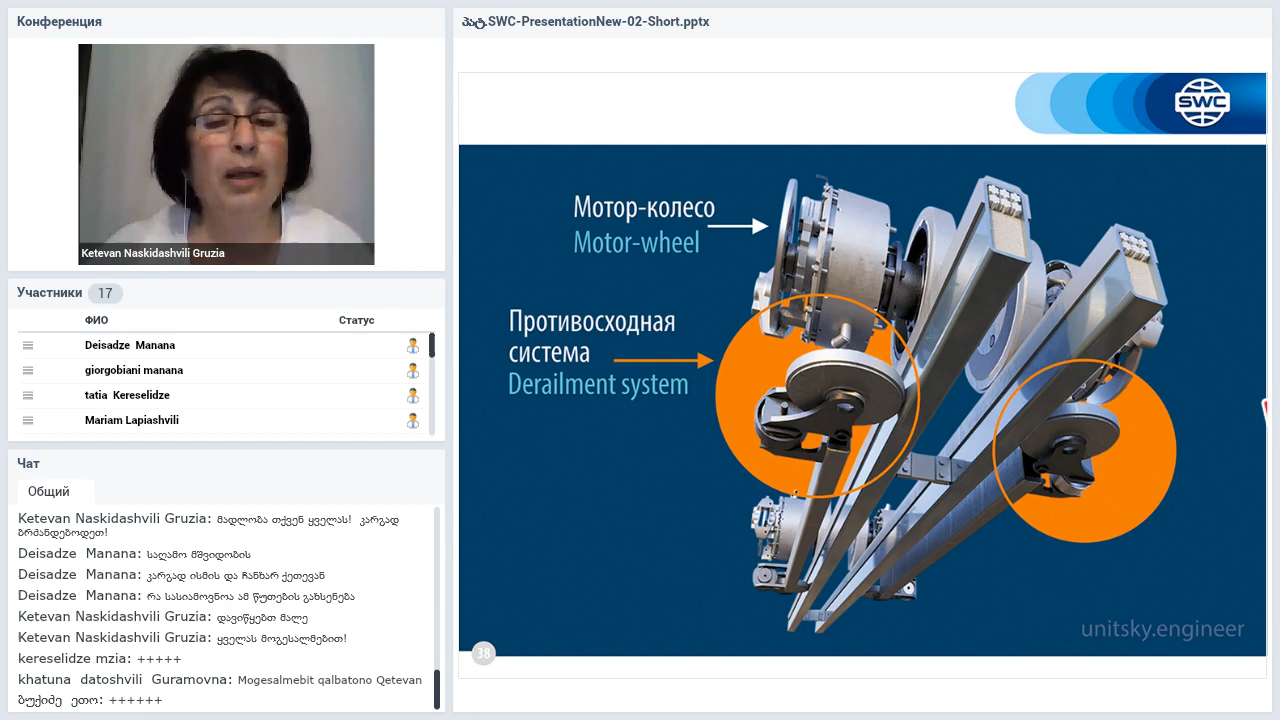 Конференция
Ketevan Naskidashvili Gruzia
Участники 17
ФИО Статус
Deisadze Manana
giorgobiani manana
tatia Kereselidze
Mariam Lapiashvili
Чат
Общий
Ketevan Naskidashvili Gruzia: მადლობა თქვენ ყველას! კარგად
ბრძანდებოდეთ!
Deisadze Manana: საღამო მშვიდობის
Deisadze Manana: კარგად ისმის და ჩანხარ ქეთევან
Deisadze Manana: რა სასიამოვნოა ამ წუთების გახსენება
Ketevan Naskidashvili Gruzia: დავიწყებთ მალე
Ketevan Naskidashvili Gruzia: ყველას მოგესალმებით!
kereselidze mzia: +++++
khatuna datoshvili Guramovna: Mogesalmebit qalbatono Qetevan
ბუქიძე ეთო: ++++++
პატ.SWC-PresentationNew-02-Short.pptx
SWC
Мотор-колесо
Motor-wheel
Противосходная
система
Derailment system
unitsky.engineer
38